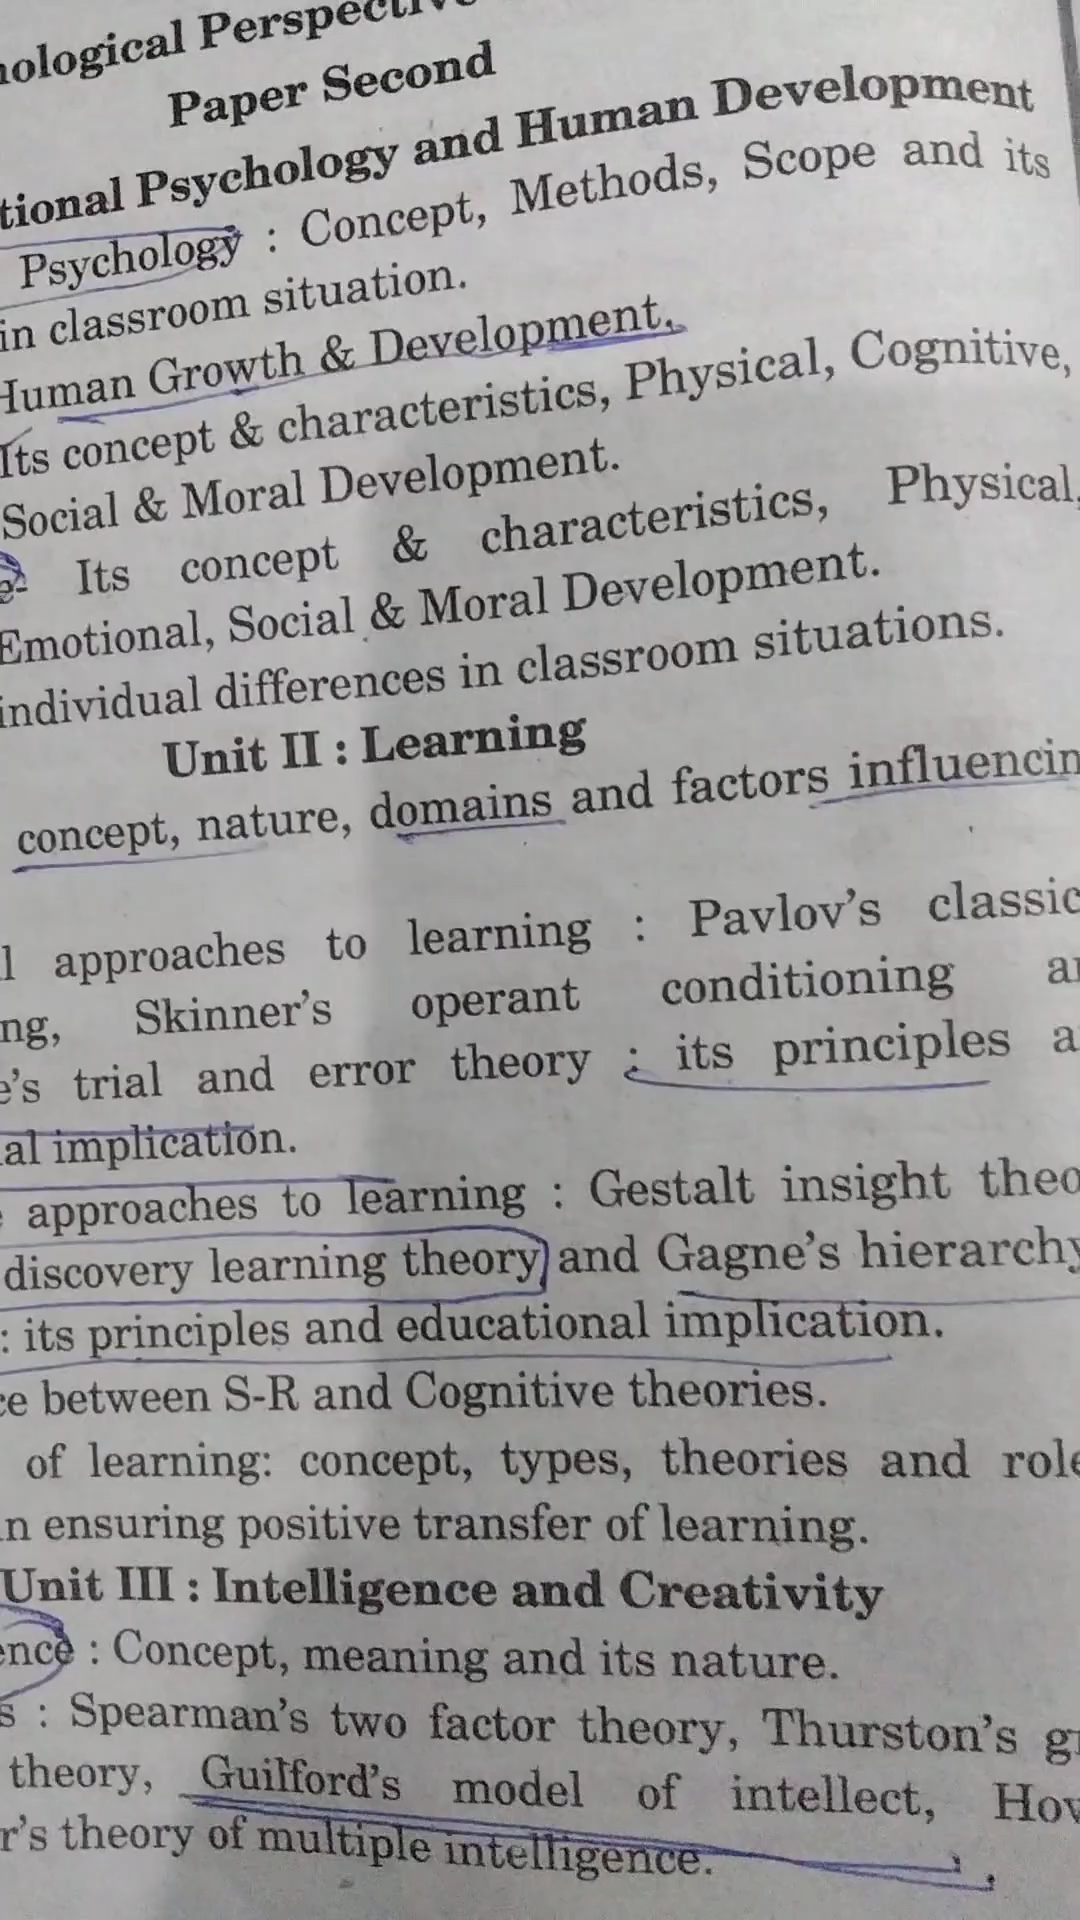 Perspective
Paper Second
Psychology and Human Development
Psychology : Concept, Methods, Scope and its
in classroom situation.
Human Growth & Development,
Its concept & characteristics, Physical, Cognitive,
Social & Moral Development.
Its concept & characteristics, Physical,
Emotional, Social & Moral Development.
individual differences in classroom situations.
Unit II : Learning
concept, nature, domains and factors influencin
approaches to learning : Pavlov's classic
ng, Skinner's operant conditioning
e's trial and error theory : its principles a
al implication.
approaches to learning : Gestalt insight theo
discovery learning theory and Gagne's hierarchy
: its principles and educational implication.
ce between S-R and Cognitive theories.
of learning: concept, types, theories and role
n ensuring positive transfer of learning.
Unit III : Intelligence and Creativity
ence : Concept, meaning and its nature.
s : Spearman's two factor theory, Thurston's
theory, Guilford's model of intellect, How
r's theory of multiple intelligence.